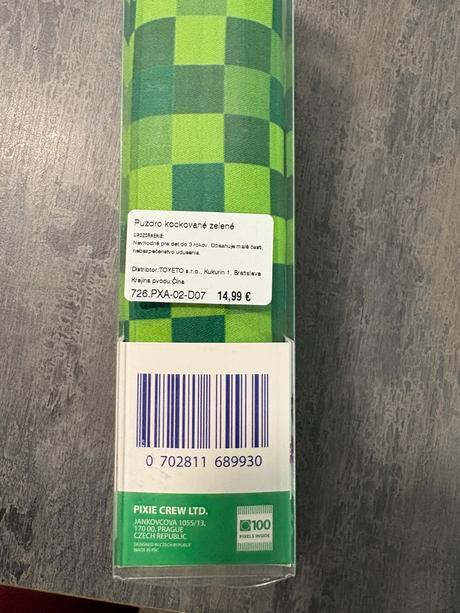 Puzdro kockované zelené
UPOZORNENIE:
Nevhodné pre deti do 3 rokov. Obsahuje malé časti,
nebezpečenstvo udusenia.
Distribtor:TOYETO s.r.o., Kukurin 1, Bratislava
Krajina pvodu:Čína
726.PXA-02-D07 14,99 €
0 702811 689930
PIXIE CREW LTD.
JANKOVCOVA 1055/13,
170 00, PRAGUE
CZECH REPUBLIC
DESIGNED IN CZECH REPUBLIC
MADE IN PRC
100
PIXELS INSIDE